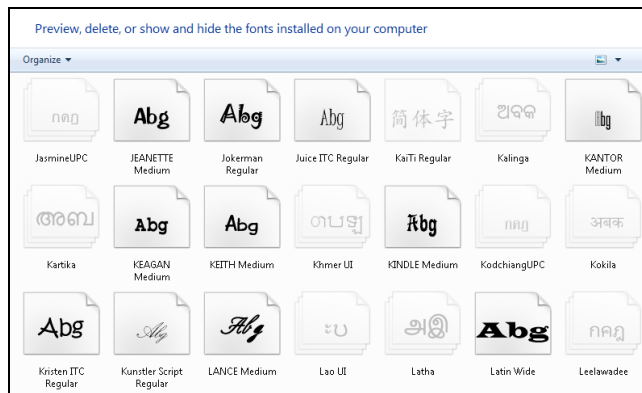 Preview, delete, or show and hide the fonts installed on your computer
Organize
กคฎ Abg Abg Abg 简体字 ଅବକ Abg
JasmineUPC JEANETTE Medium Jokerman Regular Juice ITC Regular KaiTi Regular Kalinga KANTOR Medium
അബ Abg Abg Abg กคฎ अबक
Kartika KEAGAN Medium KEITH Medium Khmer UI KINDLE Medium KodchiangUPC Kokila
Abg Abg Abg அஇ Abg กคฎ
Kristen ITC Regular Kunstler Script Regular LANCE Medium Lao UI Latha Latin Wide Leelawadee